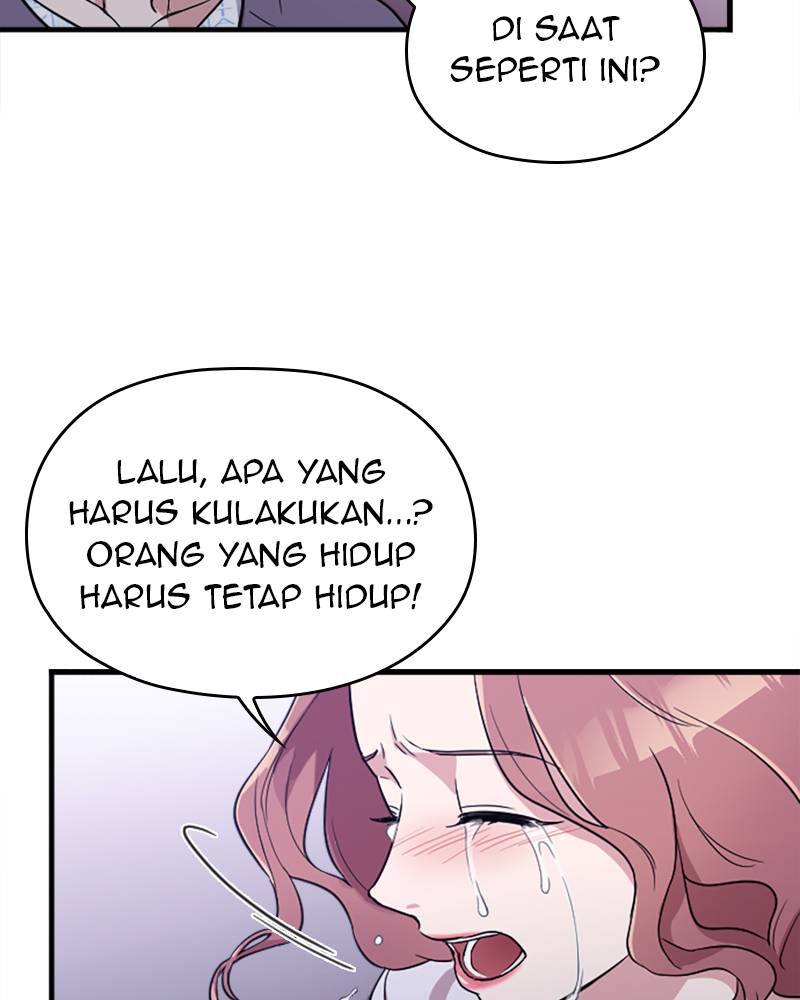 DI SAAT
SEPERTI INI?
LALU, APA YANG
HARUS KULAKUKAN...?
ORANG YANG HIDUP
HARUS TETAP HIDUP!